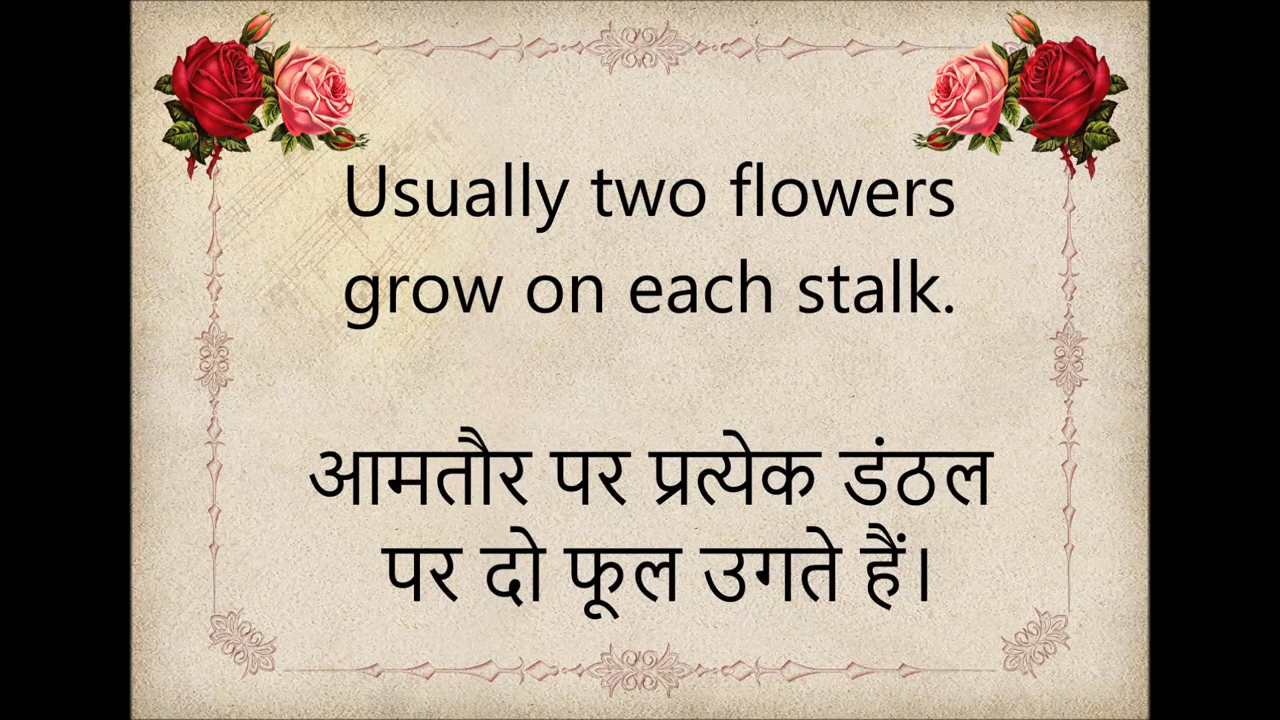 Usually two flowers
grow on each stalk.
आमतौर पर प्रत्येक डंठल
पर दो फूल उगते हैं।